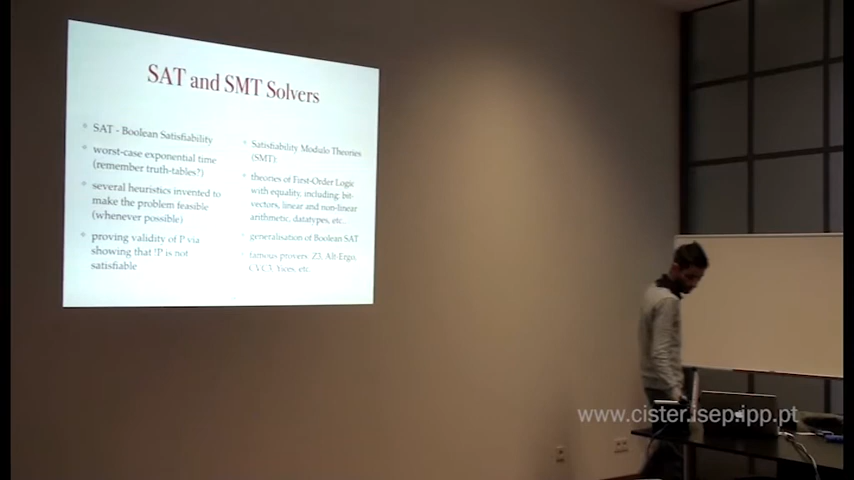 SAT and SMT Solvers
SAT - Boolean Satisfiability
worst-case exponential time
(remember truth-tables?)
several heuristics invented to
make the problem feasible
(whenever possible)
proving validity of P via
showing that !P is not
satisfiable
Satisfiability Modulo Theories
(SMT):
theories of First-Order Logic
with equality, including, bit-
vectors, linear and non-linear
arithmetic, datatypes, etc.
generalisation of Boolean SAT
famous provers: Z3, Alt-Ergo,
CVC3, Yices, etc.
www.cister.isep.ipp.pt